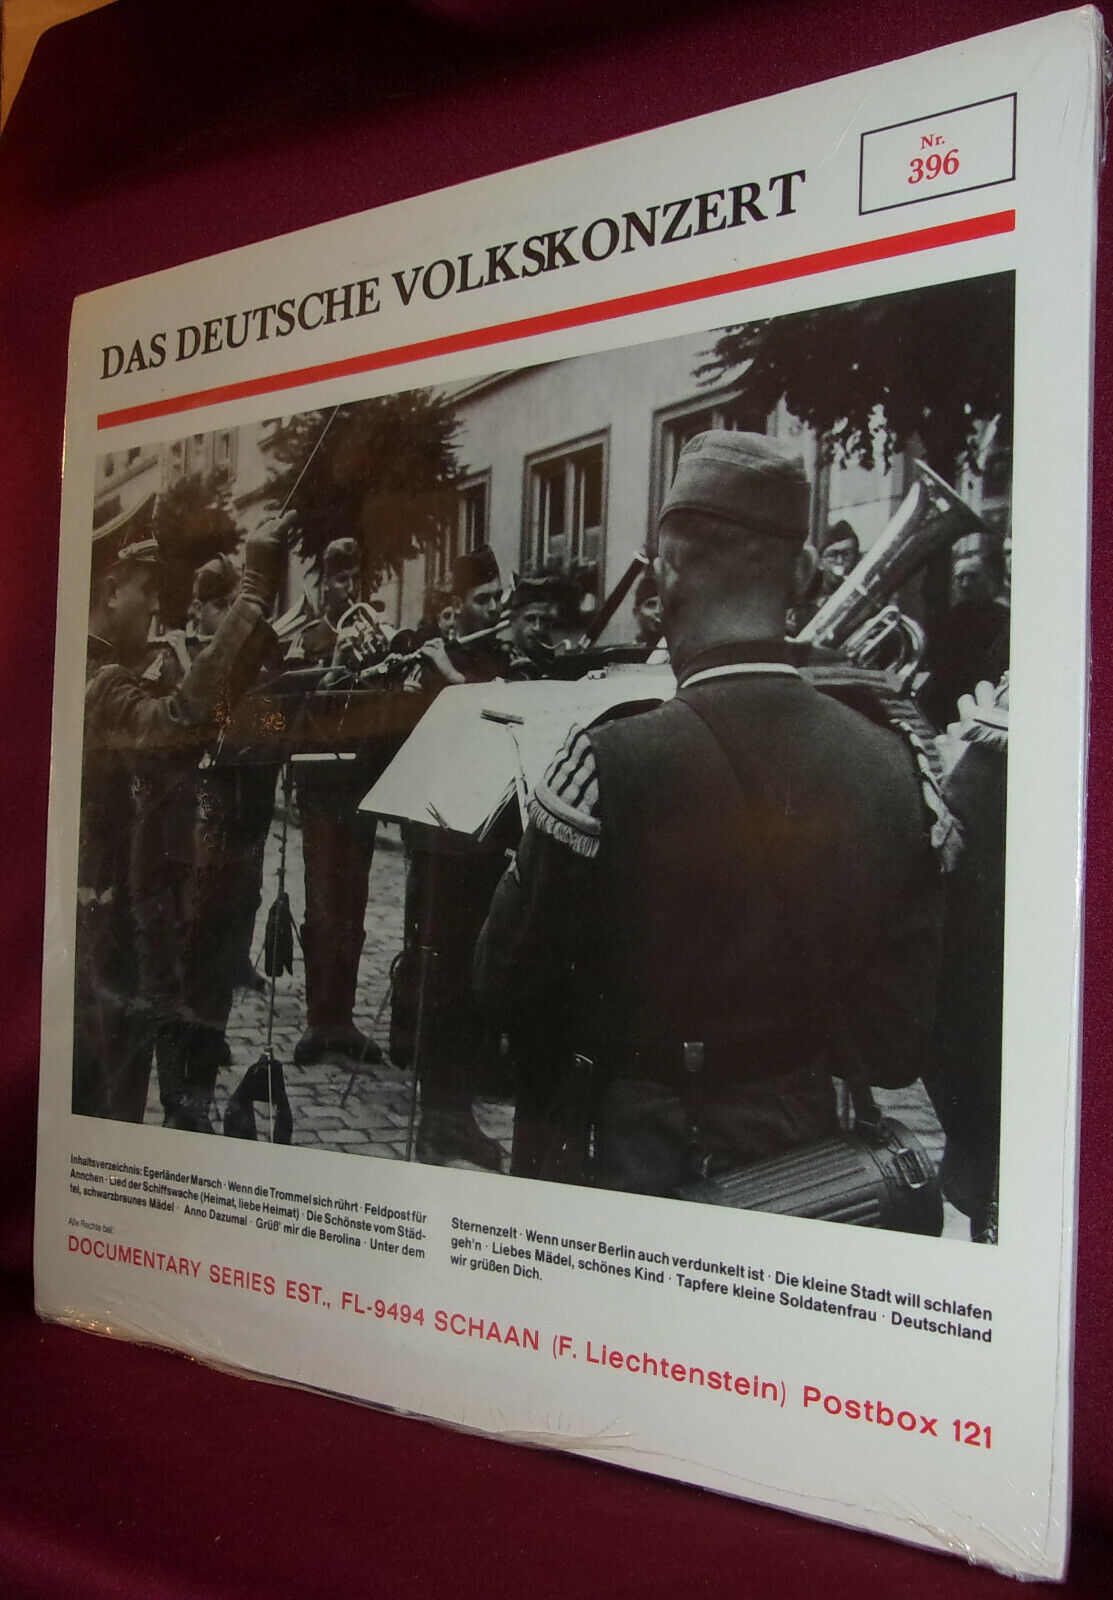 Nr.
396
DAS DEUTSCHE VOLKSKONZERT
Inhaltsverzeichnis: Egerländer Marsch · Wenn die Trommel sich rührt · Feldpost für
Ännchen · Lied der Schiffswache (Heimat, liebe Heimat) · Die Schönste vom Städ-
tel, schwarzbraunes Mädel · Anno Dazumal · Grüß' mir die Berolina · Unter dem
Sternenzelt · Wenn unser Berlin auch verdunkelt ist · Die kleine Stadt will schlafen
geh'n · Liebes Mädel, schönes Kind · Tapfere kleine Soldatenfrau · Deutschland
wir grüßen Dich.
Alle Rechte bei:
DOCUMENTARY SERIES EST., FL-9494 SCHAAN (F. Liechtenstein) Postbox 121